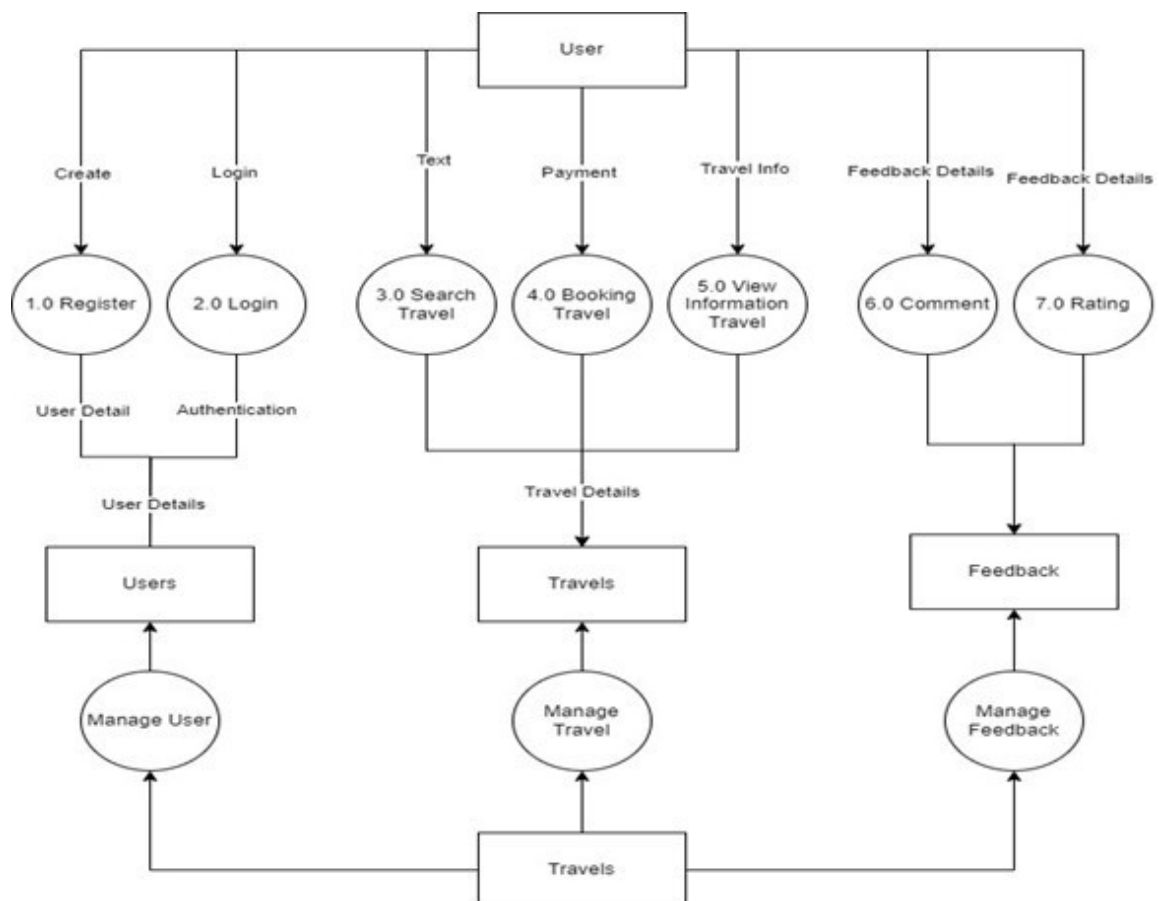 User
Create
Login
Text
Payment
Travel Info
Feedback Details
Feedback Details
1.0 Register
2.0 Login
3.0 Search
Travel
4.0 Booking
Travel
5.0 View
Information
Travel
6.0 Comment
7.0 Rating
User Detail
Authentication
User Details
Travel Details
Users
Travels
Feedback
Manage User
Manage
Travel
Manage
Feedback
Travels